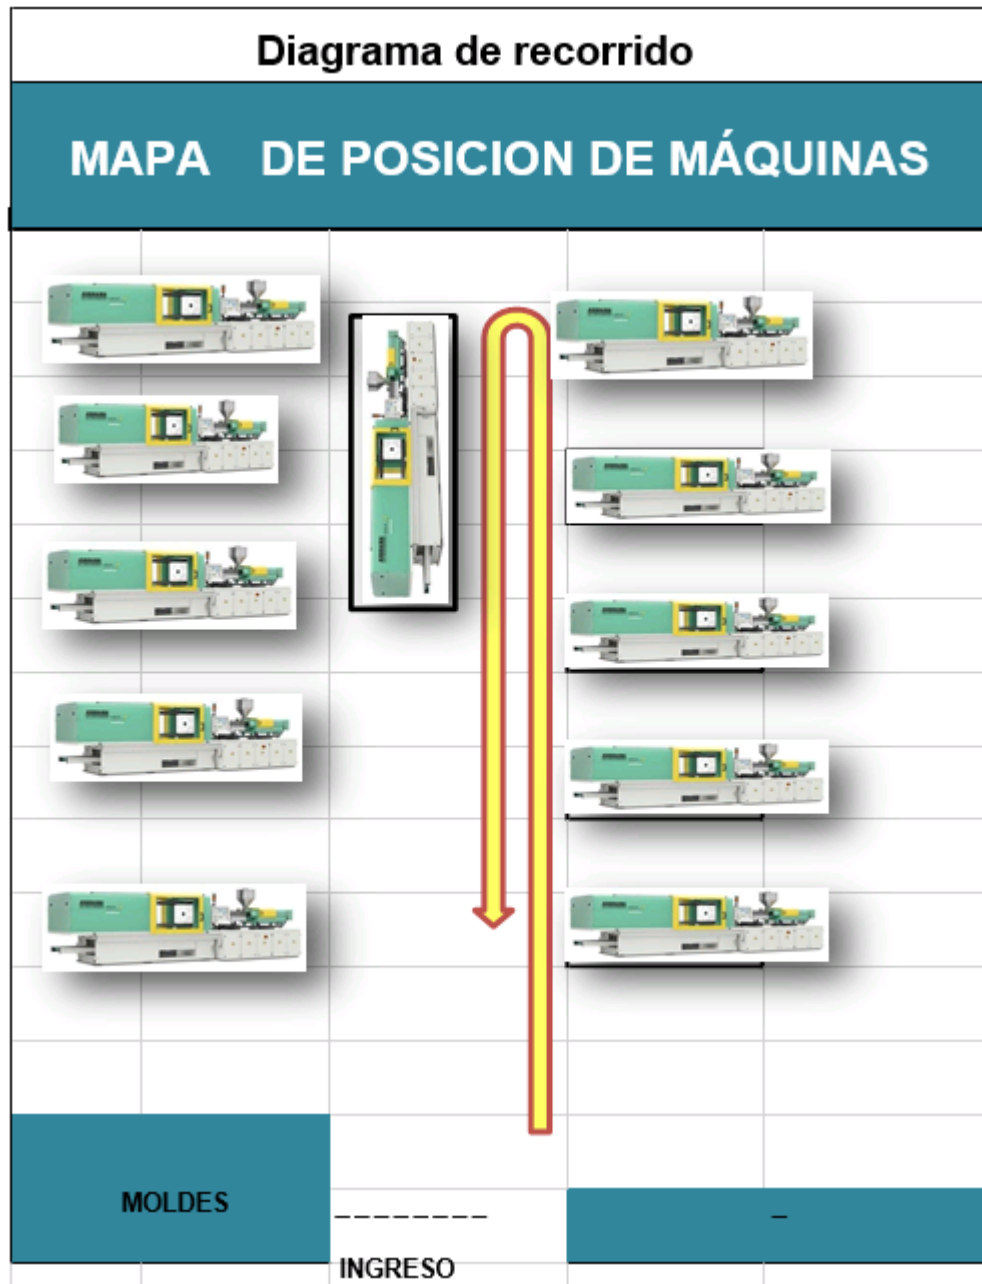 Diagrama de recorrido
MAPA DE POSICION DE MÁQUINAS
MOLDES
_ _ _ _ _ _ _ _
_
INGRESO